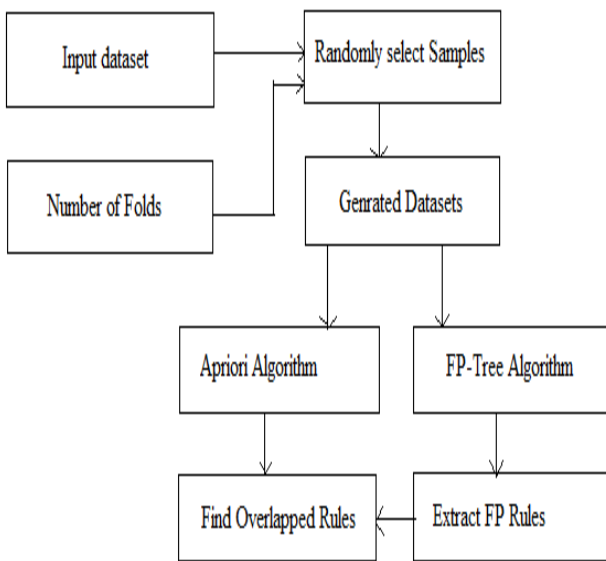 Input dataset
Randomly select Samples
Number of Folds
Genrated Datasets
Apriori Algorithm
FP-Tree Algorithm
Find Overlapped Rules
Extract FP Rules